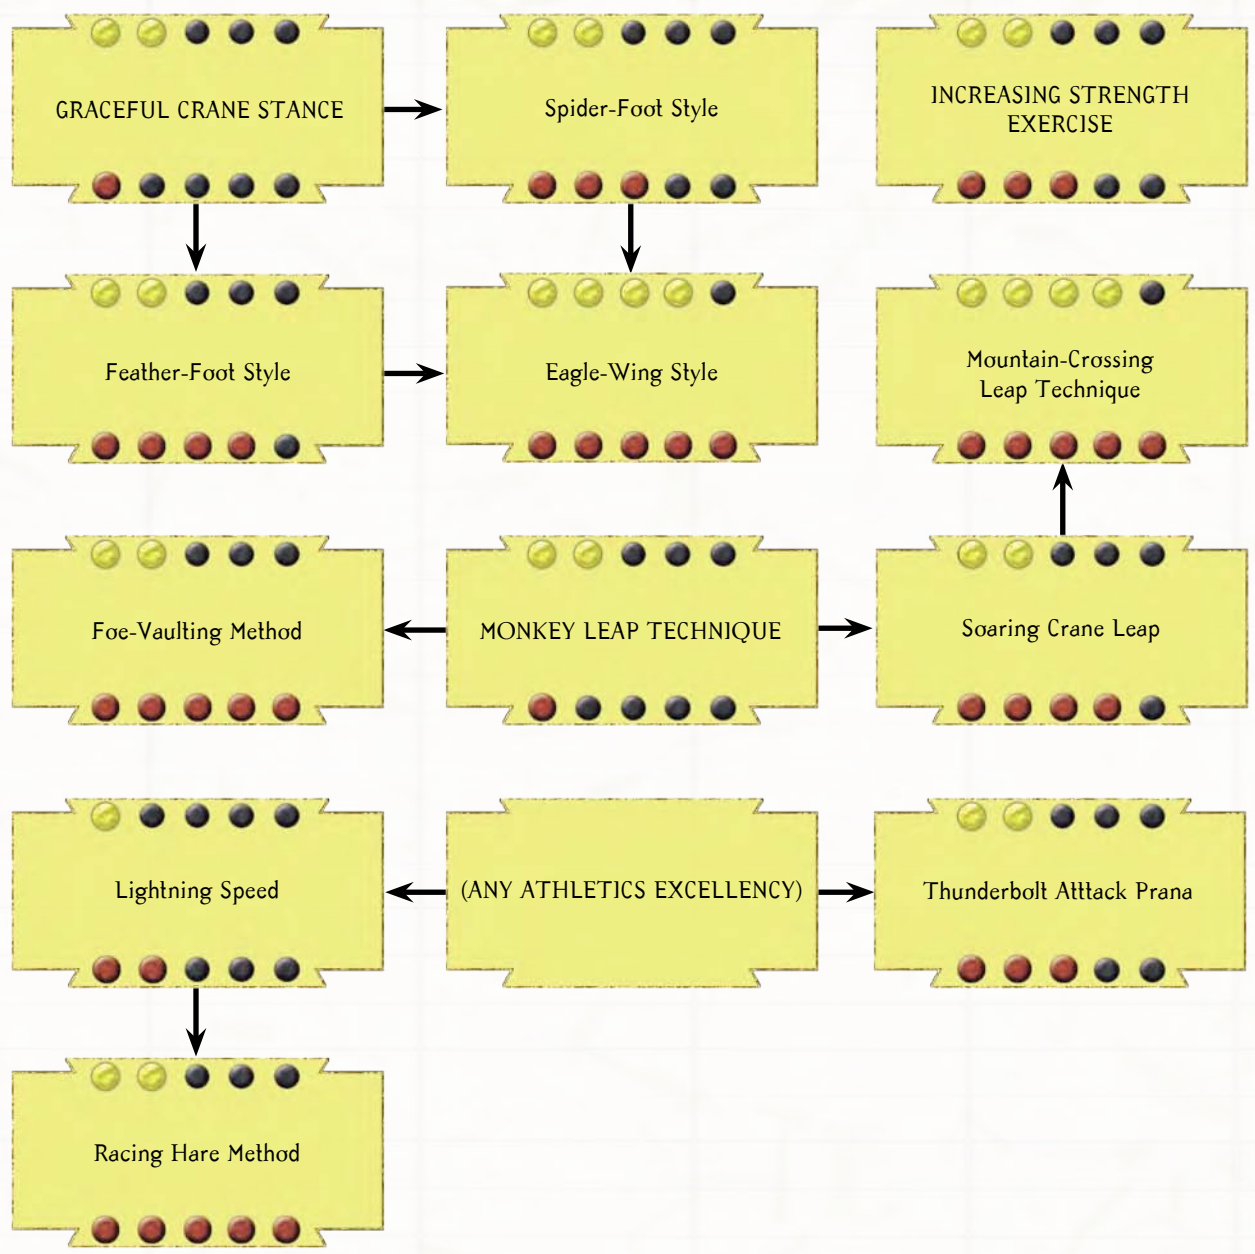 GRACEFUL CRANE STANCE
Spider-Foot Style
INCREASING STRENGTH
EXERCISE
Feather-Foot Style
Eagle-Wing Style
Mountain-Crossing
Leap Technique
Foe-Vaulting Method
MONKEY LEAP TECHNIQUE
Soaring Crane Leap
Lightning Speed
(ANY ATHLETICS EXCELLENCY)
Thunderbolt Atttack Prana
Racing Hare Method